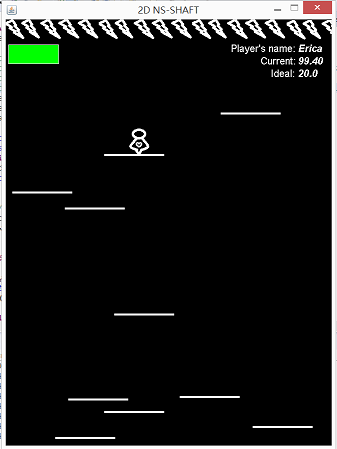 2D NS-SHAFT
Player's name: Erica
Current: 99.40
Ideal: 20.0